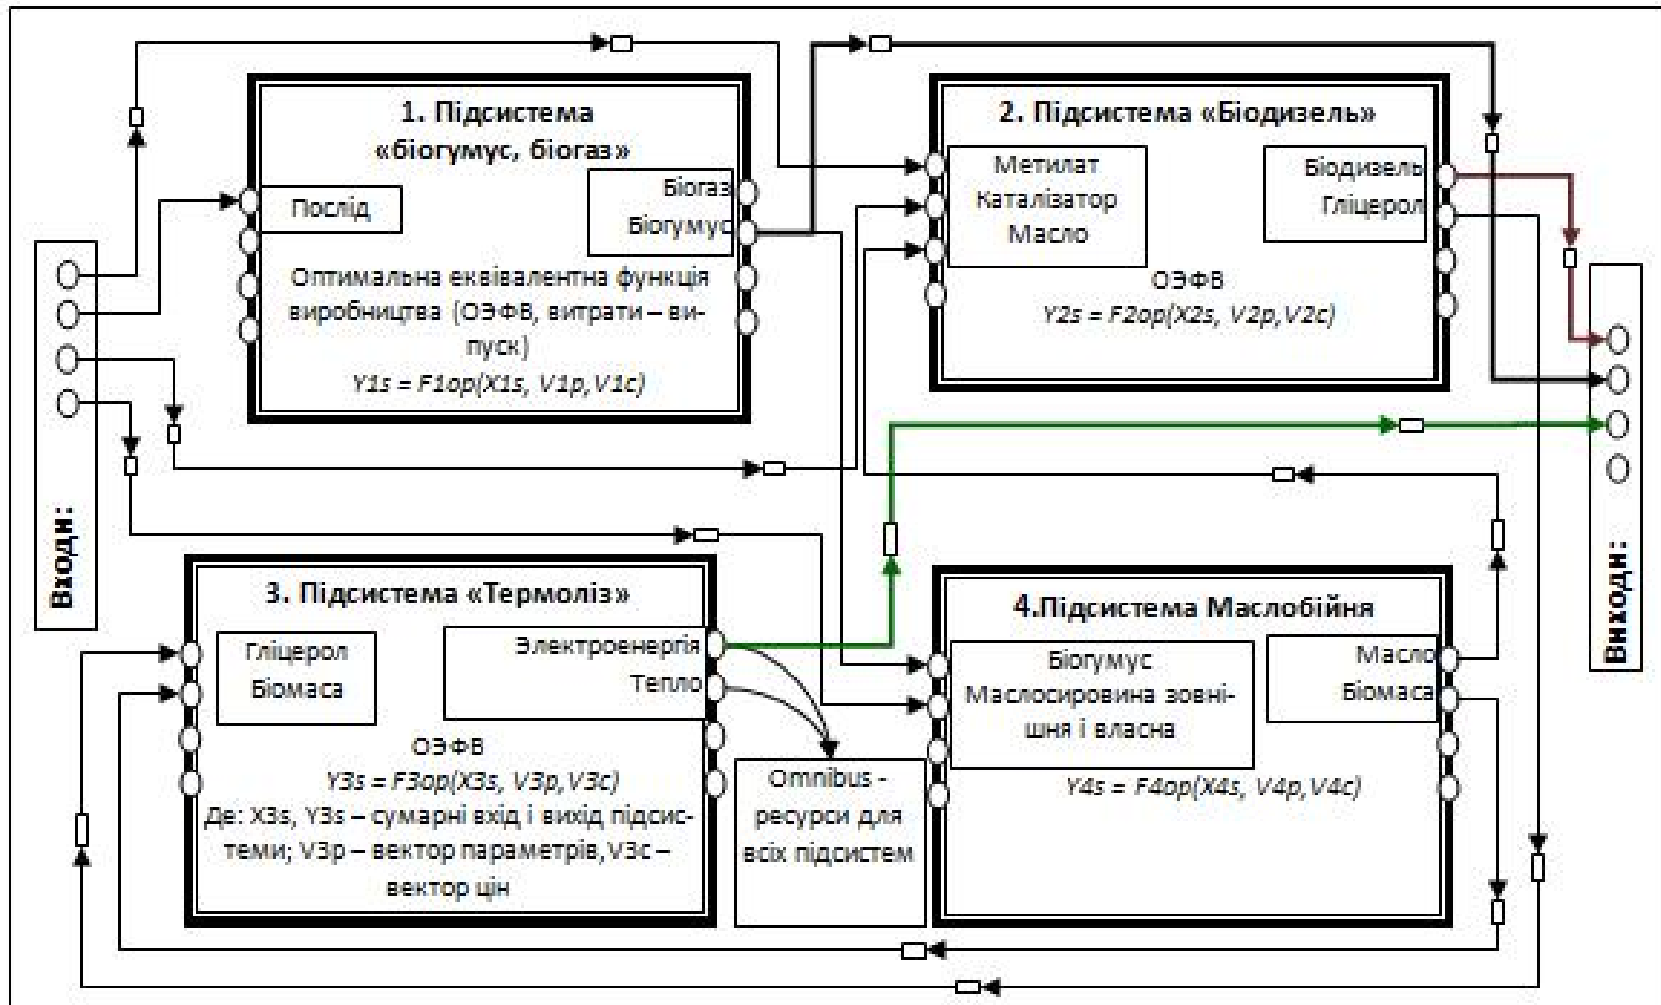 1. Підсистема
«біогумус, біогаз»
Послід
Біогаз
Біогумус
Оптимальна еквівалентна функція
виробництва (ОЭФВ, витрати – ви-
пуск)
Y1s = F1op(X1s, V1p,V1c)
2. Підсистема «Біодизель»
Метилат
Каталізатор
Масло
Біодизель
Гліцерол
ОЭФВ
Y2s = F2op(X2s, V2p,V2c)
Входи:
Виходи:
3. Підсистема «Термоліз»
Гліцерол
Біомаса
Электроенергія
Тепло
ОЭФВ
Y3s = F3op(X3s, V3p,V3c)
Де: X3s, Y3s – сумарні вхід і вихід підсис-
теми; V3p – вектор параметрів,V3c –
вектор цін
Omnibus -
ресурси для
всіх підсистем
4.Підсистема Маслобійня
Біогумус
Маслосировина зовні-
шня і власна
Масло
Біомаса
Y4s = F4op(X4s, V4p,V4c)